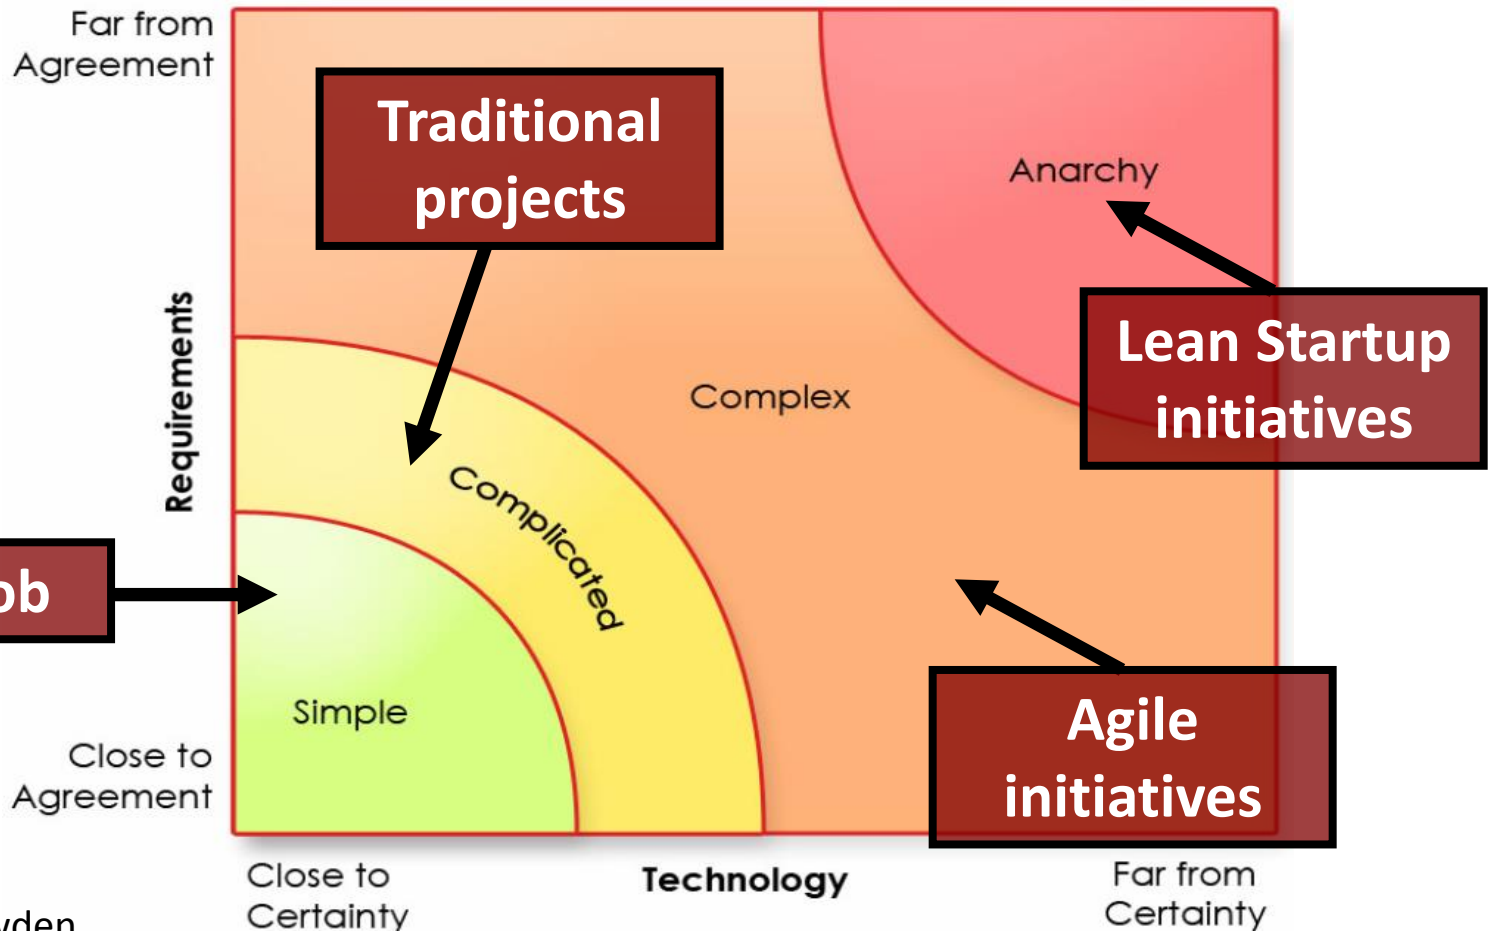 Far from
Agreement
Traditional
projects
Anarchy
Lean Startup
initiatives
Requirements
Complex
Complicated
ob
Simple
Agile
initiatives
Close to
Agreement
Close to
Certainty
Technology
Far from
Certainty